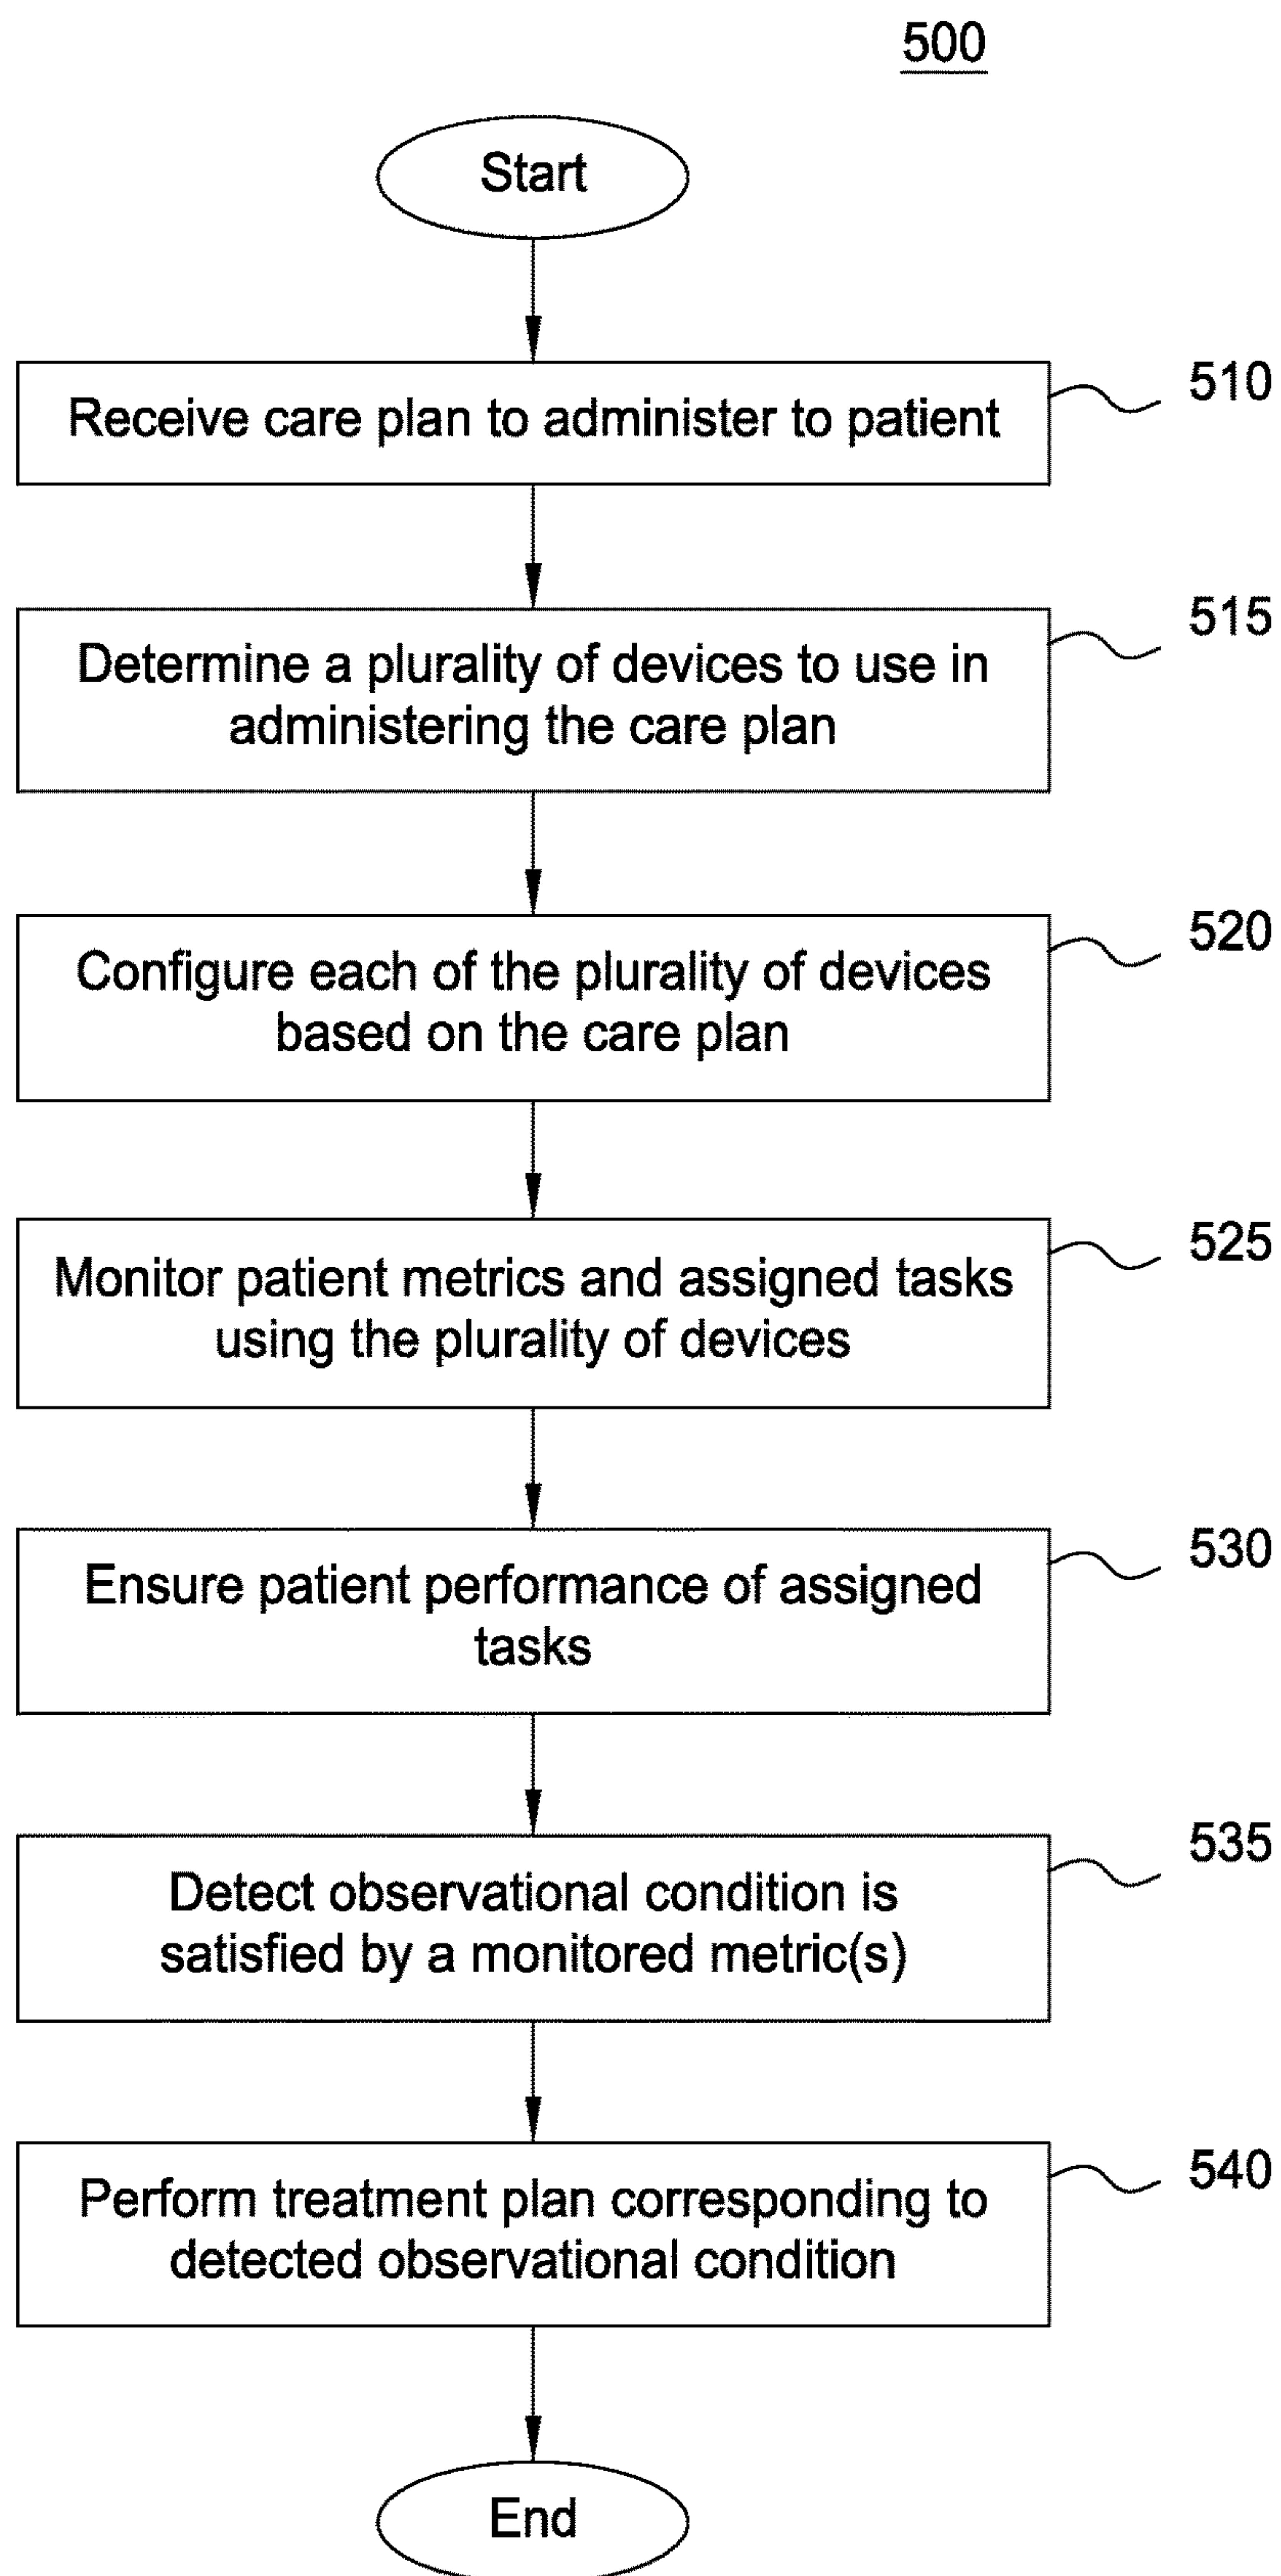 500
Start
Receive care plan to administer to patient
510
Determine a plurality of devices to use in
administering the care plan
515
Configure each of the plurality of devices
based on the care plan
520
Monitor patient metrics and assigned tasks
using the plurality of devices
525
Ensure patient performance of assigned
tasks
530
Detect observational condition is
satisfied by a monitored metric(s)
535
Perform treatment plan corresponding to
detected observational condition
540
End